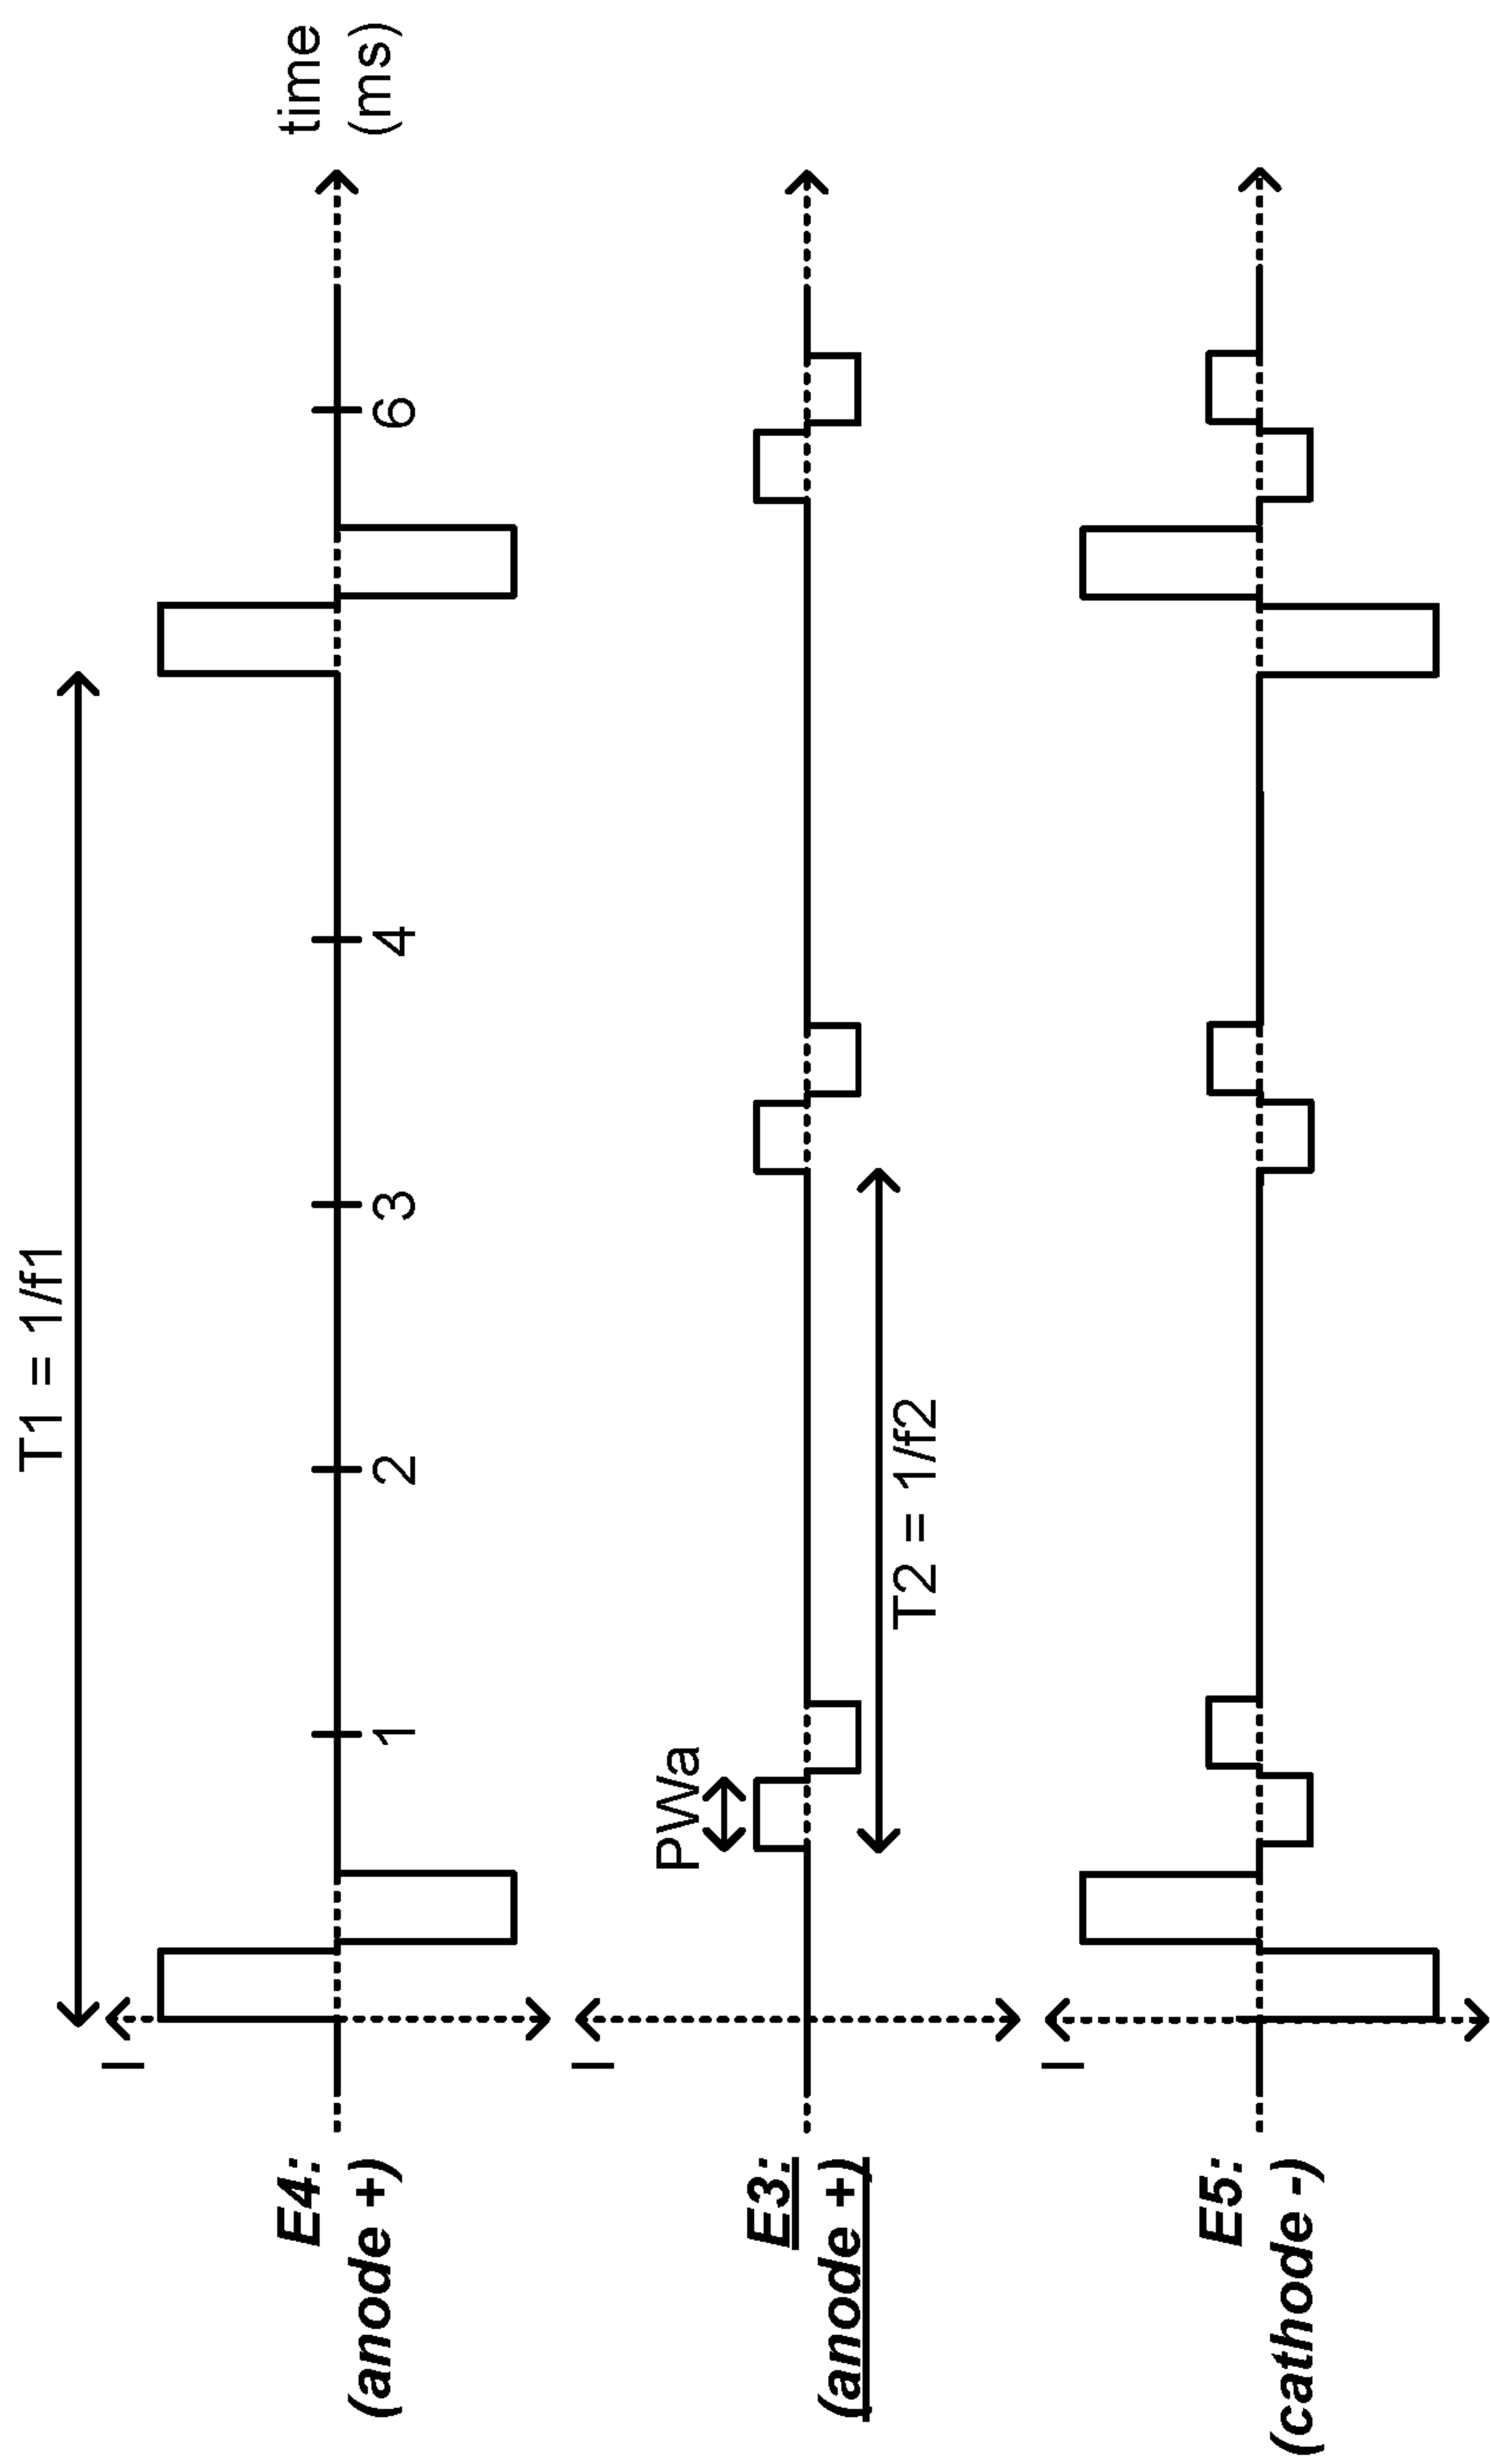 T1 = 1/f1
I
E4:
(anode +)
1
2
3
4
6
time
(ms)
I
PWa
E3:
(anode +)
T2 = 1/f2
I
E5:
(cathode -)